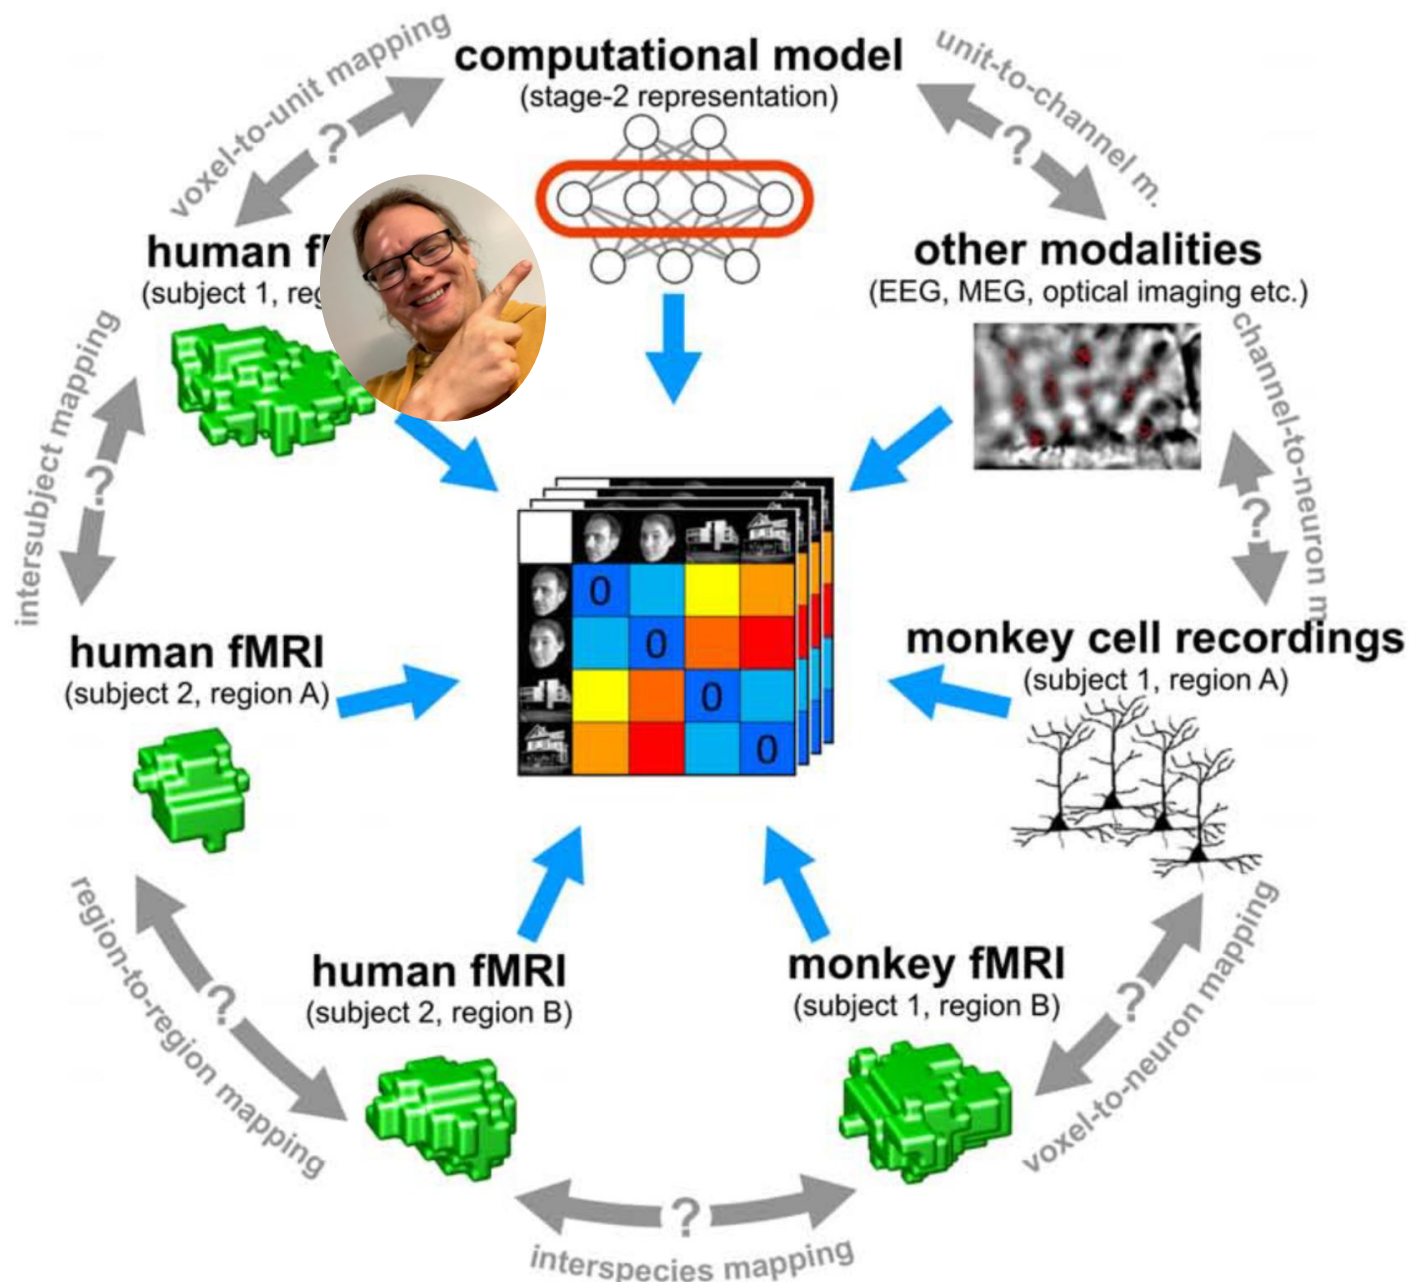 voxel-to-unit mapping
computational model
(stage-2 representation)
unit-to-channel m.
human f
(subject 1, reg
other modalities
(EEG, MEG, optical imaging etc.)
intersubject mapping
channel-to-neuron m
?
?
?
?
0
0
0
0
human fMRI
(subject 2, region A)
monkey cell recordings
(subject 1, region A)
region-to-region mapping
?
human fMRI
(subject 2, region B)
monkey fMRI
(subject 1, region B)
?
voxel-to-neuron mapping
?
interspecies mapping